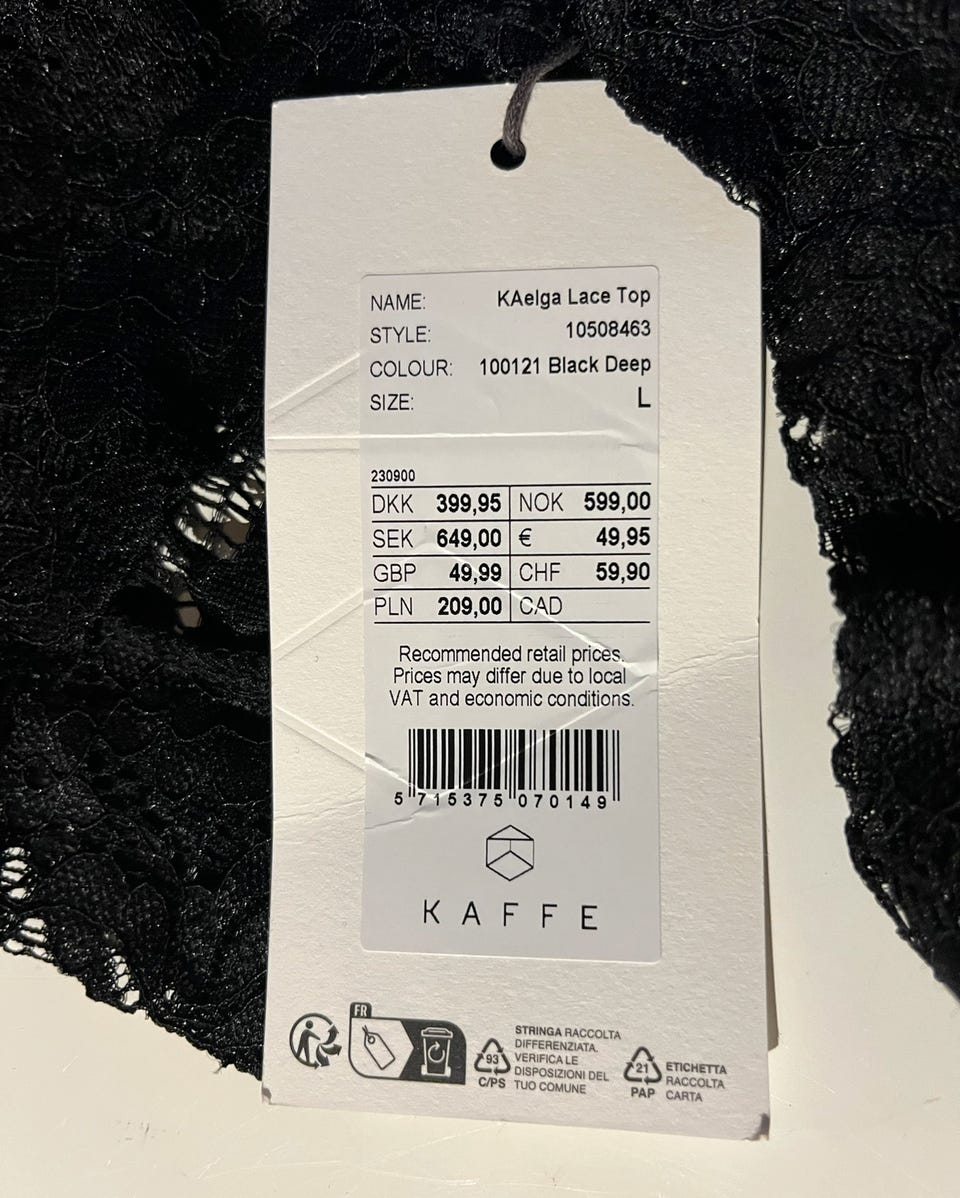 NAME: KAelga Lace Top
STYLE: 10508463
COLOUR: 100121 Black Deep
SIZE: L
230900
DKK 399,95 NOK 599,00
SEK 649,00 € 49,95
GBP 49,99 CHF 59,90
PLN 209,00 CAD
Recommended retail prices.
Prices may differ due to local
VAT and economic conditions.
5 715375 070149
KAFFE
FR
93
C/PS
STRINGA RACCOLTA
DIFFERENZIATA.
VERIFICA LE
DISPOSIZIONI DEL
TUO COMUNE
21
PAP
ETICHETTA
RACCOLTA
CARTA